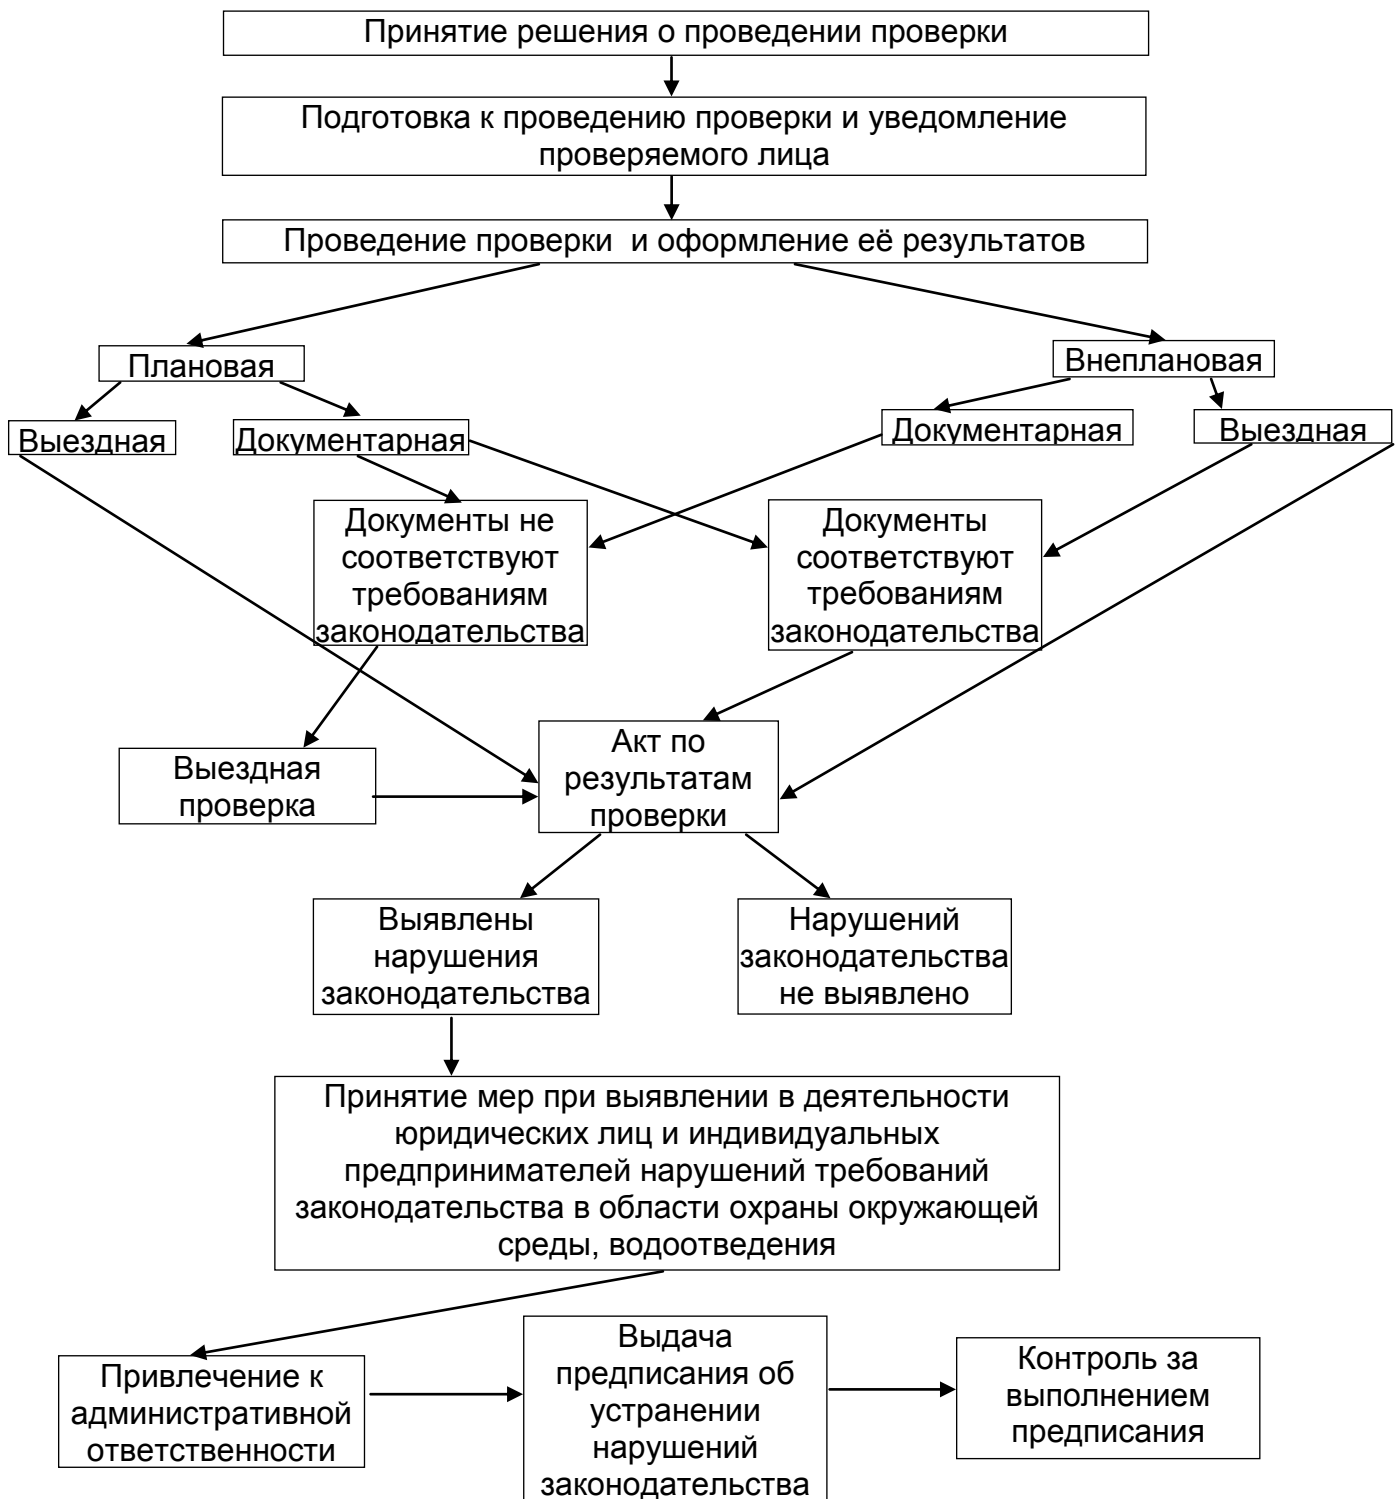 Принятие решения о проведении проверки
Подготовка к проведению проверки и уведомление
проверяемого лица
Проведение проверки и оформление её результатов
Плановая
Внеплановая
Выездная
Документарная
Документарная
Выездная
Документы не
соответствуют
требованиям
законодательства
Документы
соответствуют
требованиям
законодательства
Выездная
проверка
Акт по
результатам
проверки
Выявлены
нарушения
законодательства
Нарушений
законодательства
не выявлено
Принятие мер при выявлении в деятельности
юридических лиц и индивидуальных
предпринимателей нарушений требований
законодательства в области охраны окружающей
среды, водоотведения
Привлечение к
административной
ответственности
Выдача
предписания об
устранении
нарушений
законодательства
Контроль за
выполнением
предписания